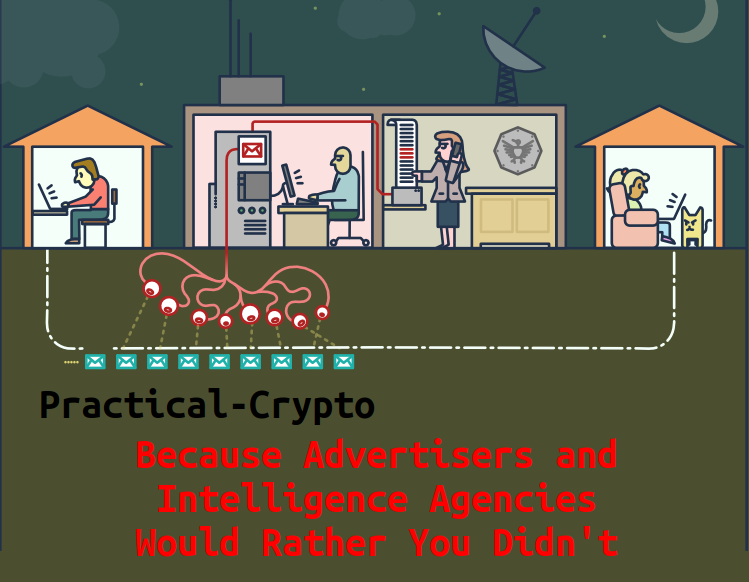 Practical-Crypto
Because Advertisers and
Intelligence Agencies
Would Rather You Didn't